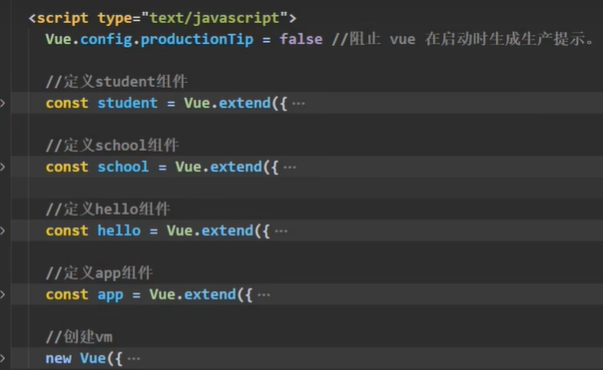 <script type="text/javascript">
Vue.config.productionTip = false //阻止 vue 在启动时生成生产提示。
//定义student组件
const student = Vue.extend({ ···
//定义school组件
const school = Vue.extend({ ···
//定义hello组件
const hello = Vue.extend({ ···
//定义app组件
const app = Vue.extend({ ···
//创建vm
new Vue({ ···